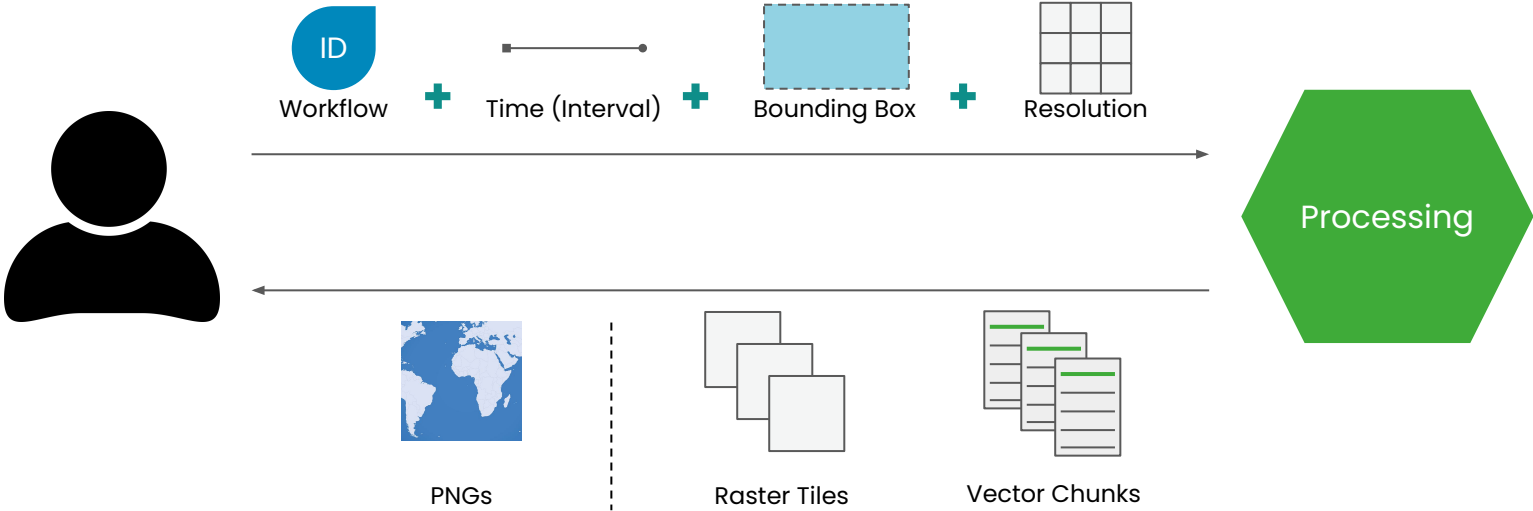 ID
Workflow
Time (Interval)
Bounding Box
Resolution
Processing
PNGs
Raster Tiles
Vector Chunks